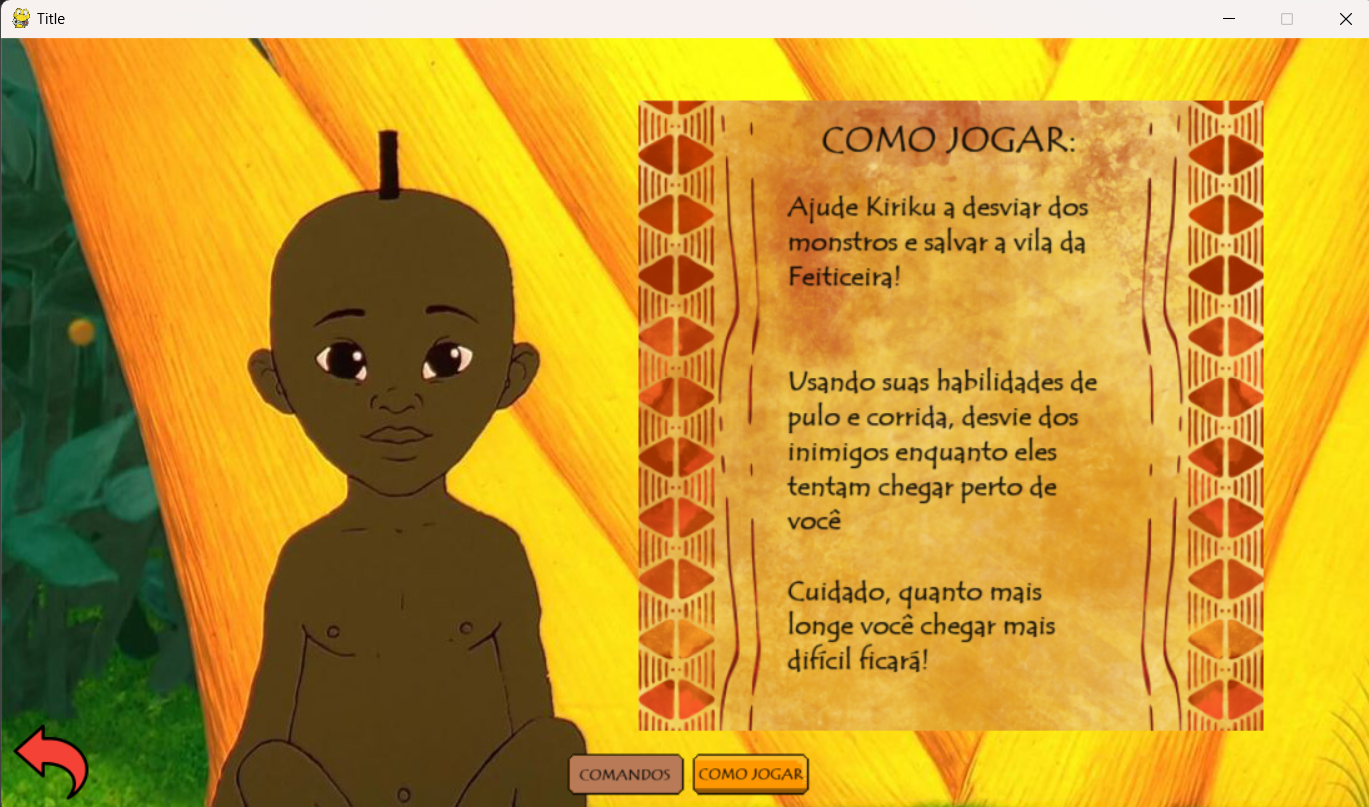 Title
COMO JOGAR:
Ajude Kiriku a desviar dos
monstros e salvar a vila da
Feiticeira!
Usando suas habilidades de
pulo e corrida, desvie dos
inimigos enquanto eles
tentam chegar perto de
você
Cuidado, quanto mais
longe você chegar mais
difícil ficará!
COMANDOS
COMO JOGAR